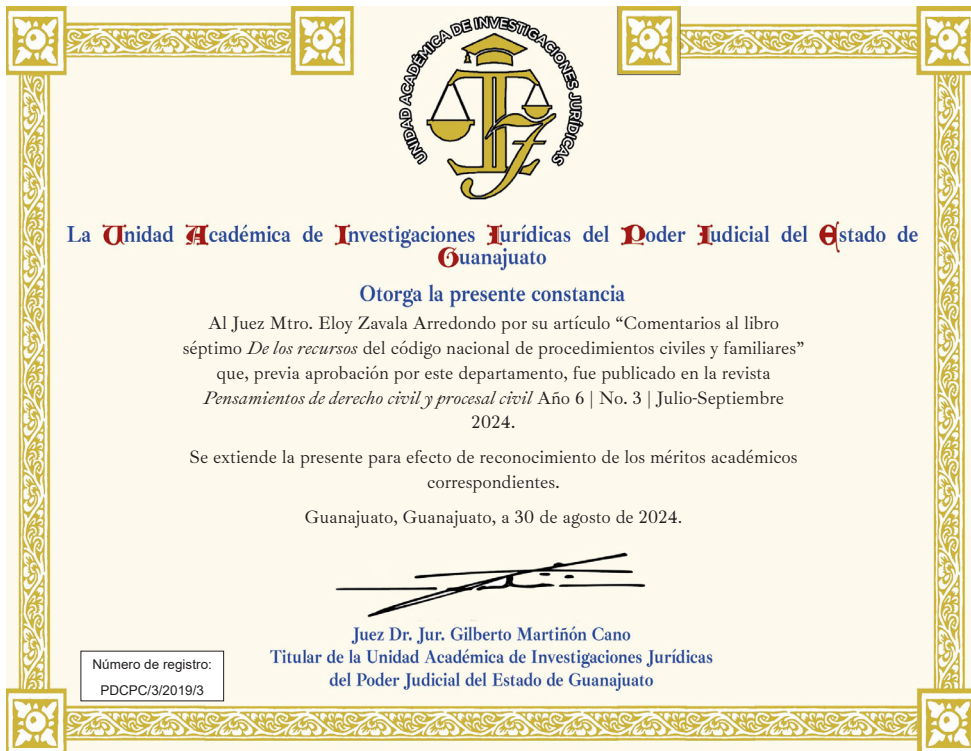 UNIDAD ACADÉMICA DE INVESTIGACIONES JURÍDICAS
La Unidad Académica de Investigaciones Jurídicas del Poder Judicial del Estado de
Guanajuato
Otorga la presente constancia
Al Juez Mtro. Eloy Zavala Arredondo por su artículo “Comentarios al libro
séptimo De los recursos del código nacional de procedimientos civiles y familiares”
que, previa aprobación por este departamento, fue publicado en la revista
Pensamientos de derecho civil y procesal civil Año 6 | No. 3 | Julio-Septiembre
2024.
Se extiende la presente para efecto de reconocimiento de los méritos académicos
correspondientes.
Guanajuato, Guanajuato, a 30 de agosto de 2024.
Juez Dr. Jur. Gilberto Martiñón Cano
Titular de la Unidad Académica de Investigaciones Jurídicas
del Poder Judicial del Estado de Guanajuato
Número de registro:
PDCPC/3/2019/3